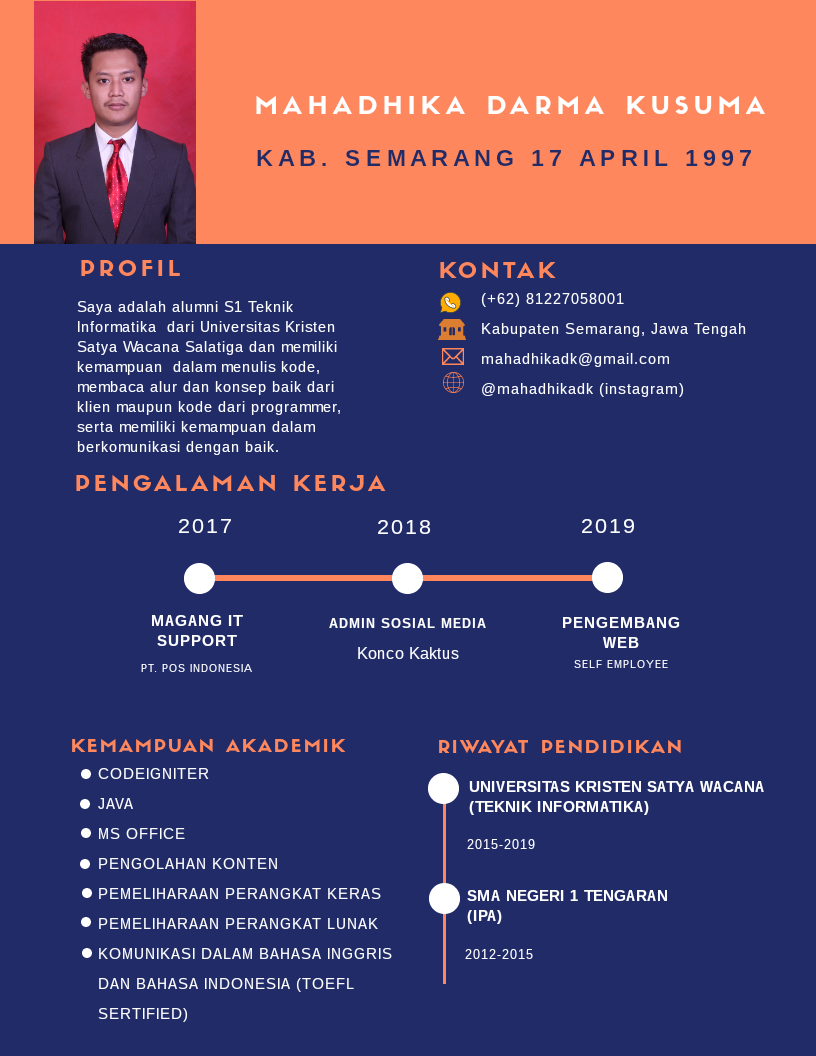 MAHADHIKA DARMA KUSUMA
KAB. SEMARANG 17 APRIL 1997
PROFIL
Saya adalah alumni S1 Teknik
Informatika  dari Universitas Kristen
Satya Wacana Salatiga dan memiliki
kemampuan  dalam menulis kode,
membaca alur dan konsep baik dari
klien maupun kode dari programmer,
serta memiliki kemampuan dalam
berkomunikasi dengan baik.
KONTAK
(+62) 81227058001
Kabupaten Semarang, Jawa Tengah
mahadhikadk@gmail.com
@mahadhikadk (instagram)
PENGALAMAN KERJA
2017
MAGANG IT
SUPPORT
PT. POS INDONESIA
2018
ADMIN SOSIAL MEDIA
Konco Kaktus
2019
PENGEMBANG
WEB
SELF EMPLOYEE
KEMAMPUAN AKADEMIK
CODEIGNITER
JAVA
MS OFFICE
PENGOLAHAN KONTEN
PEMELIHARAAN PERANGKAT KERAS
PEMELIHARAAN PERANGKAT LUNAK
KOMUNIKASI DALAM BAHASA INGGRIS
DAN BAHASA INDONESIA (TOEFL
SERTIFIED)
RIWAYAT PENDIDIKAN
UNIVERSITAS KRISTEN SATYA WACANA
(TEKNIK INFORMATIKA)
2015-2019
SMA NEGERI 1 TENGARAN
(IPA)
2012-2015